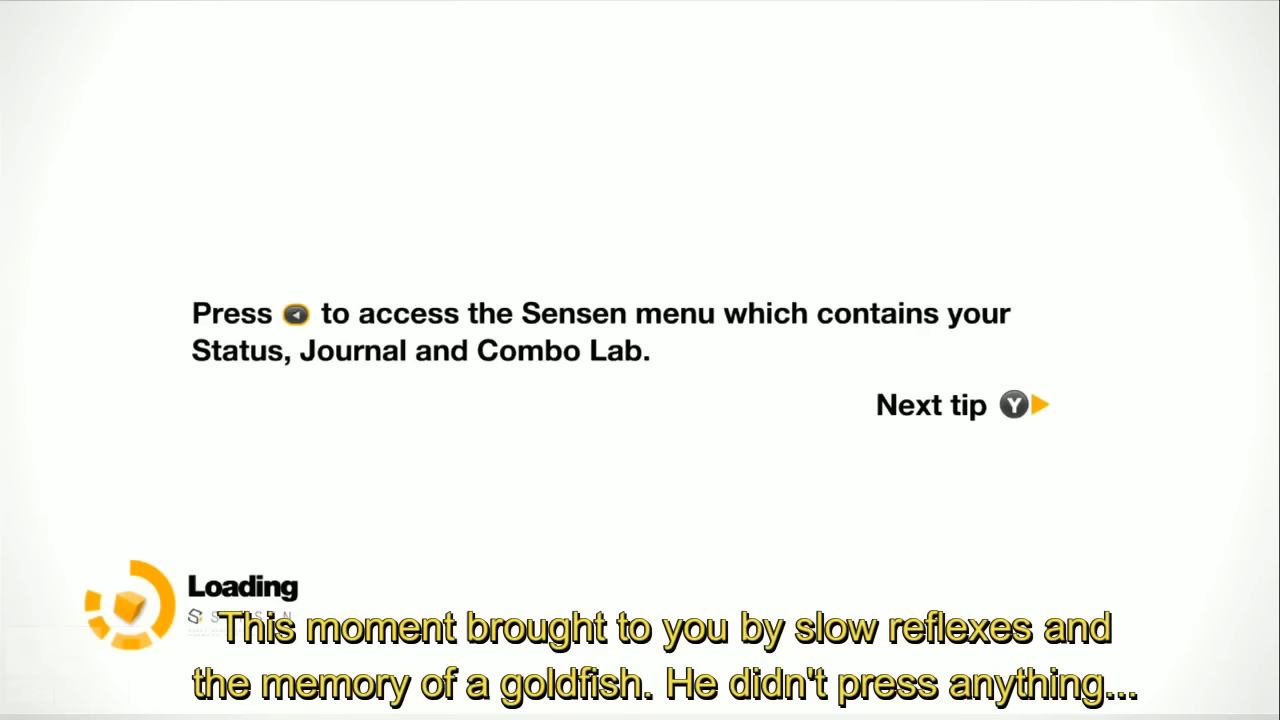 Press to access the Sensen menu which contains your
Status, Journal and Combo Lab.
Next tip Y
Loading
This moment brought to you by slow reflexes and
the memory of a goldfish. He didn't press anything...